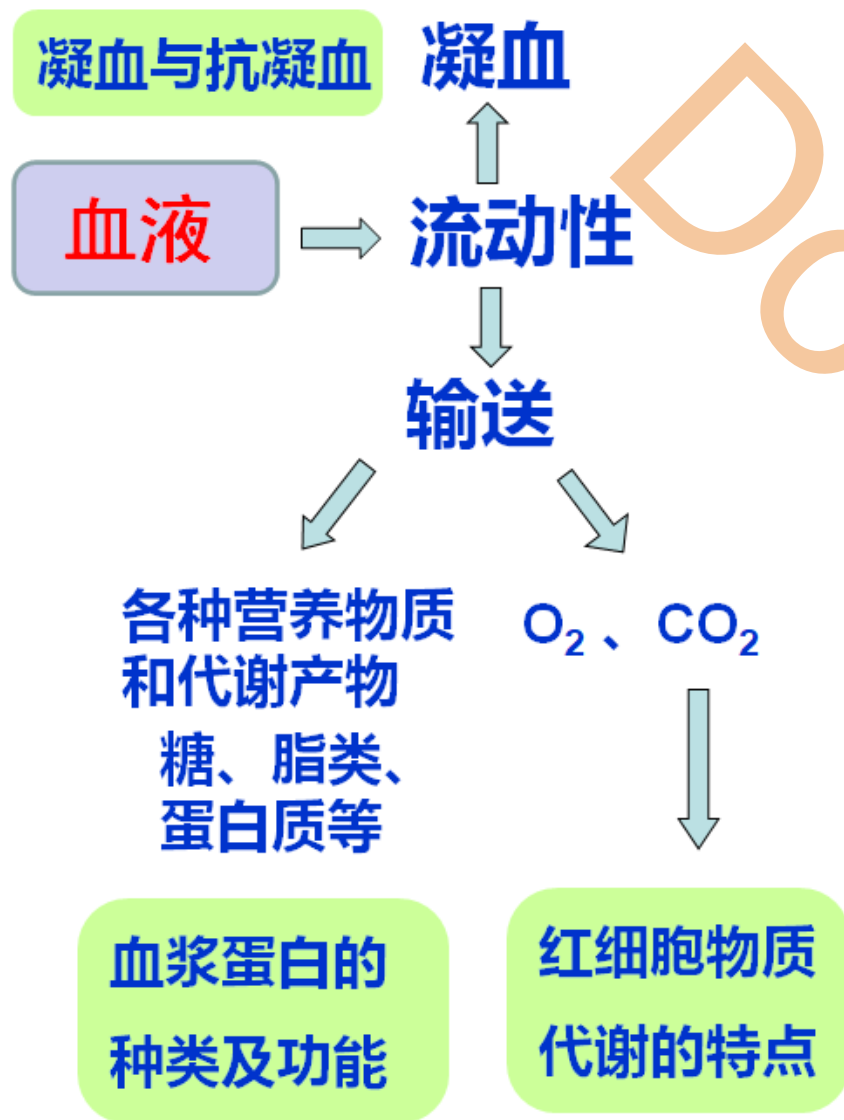 凝血与抗凝血
凝血
血液
流动性
输送
各种营养物质
和代谢产物
糖、脂类、
蛋白质等
O₂ 、CO₂
血浆蛋白的
种类及功能
红细胞物质
代谢的特点